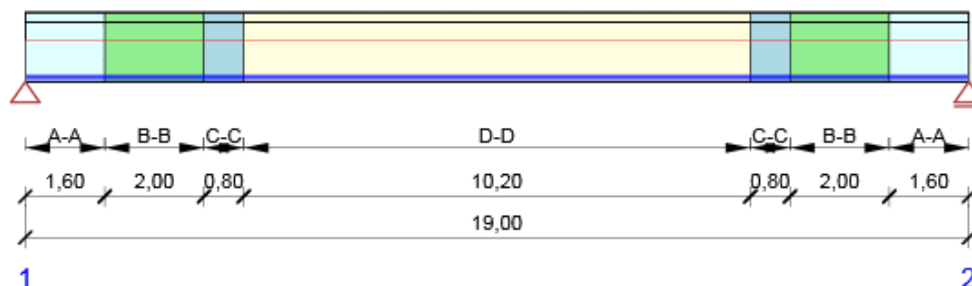 A-A B-B C-C D-D C-C B-B A-A
1,60 2,00 0,80 10,20 0,80 2,00 1,60
19,00
1 2